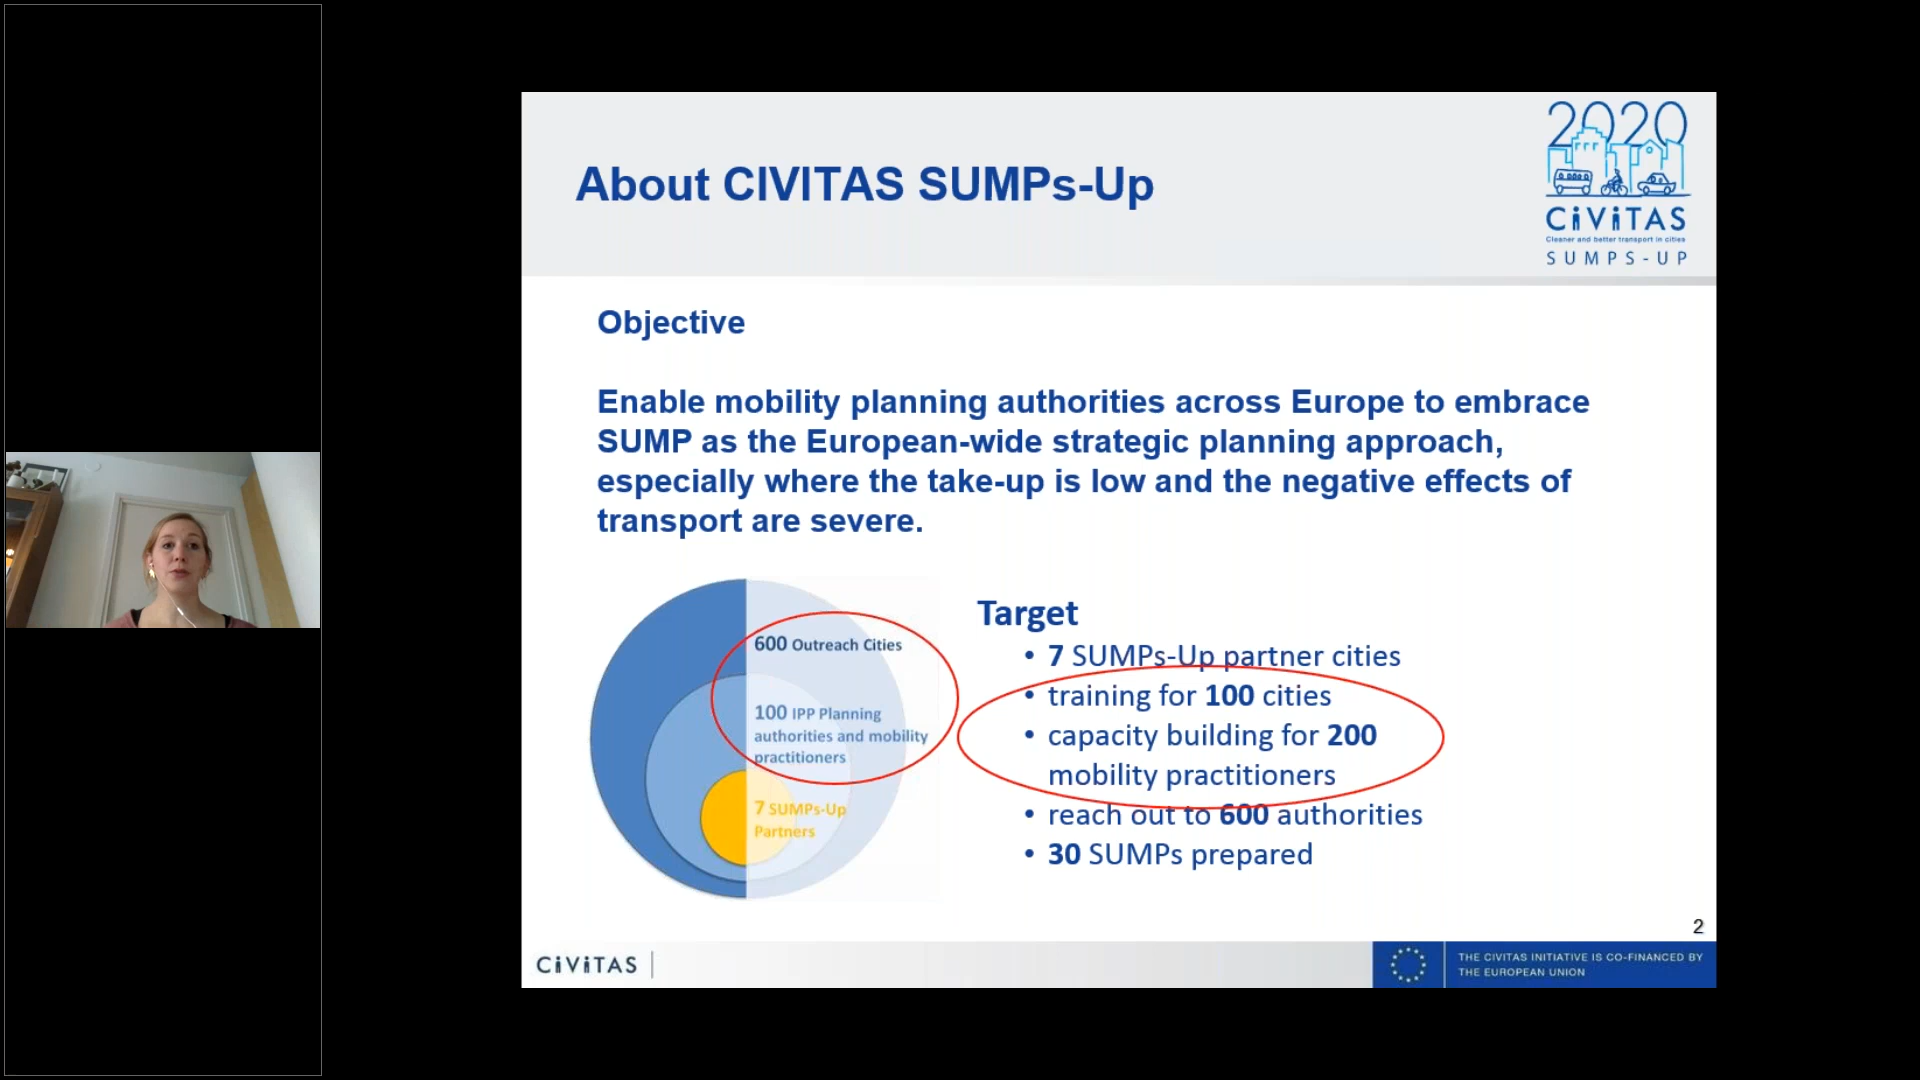 About CIVITAS SUMPs-Up
2020
CiViTAS
Cleaner and better transport in cities
SUMPS-UP
Objective
Enable mobility planning authorities across Europe to embrace
SUMP as the European-wide strategic planning approach,
especially where the take-up is low and the negative effects of
transport are severe.
600 Outreach Cities
100 IPP Planning
authorities and mobility
practitioners
7 SUMPs-Up
Partners
Target
• 7 SUMPs-Up partner cities
• training for 100 cities
• capacity building for 200
mobility practitioners
• reach out to 600 authorities
• 30 SUMPs prepared
2
CiViTAS
THE CIVITAS INITIATIVE IS CO-FINANCED BY
THE EUROPEAN UNION